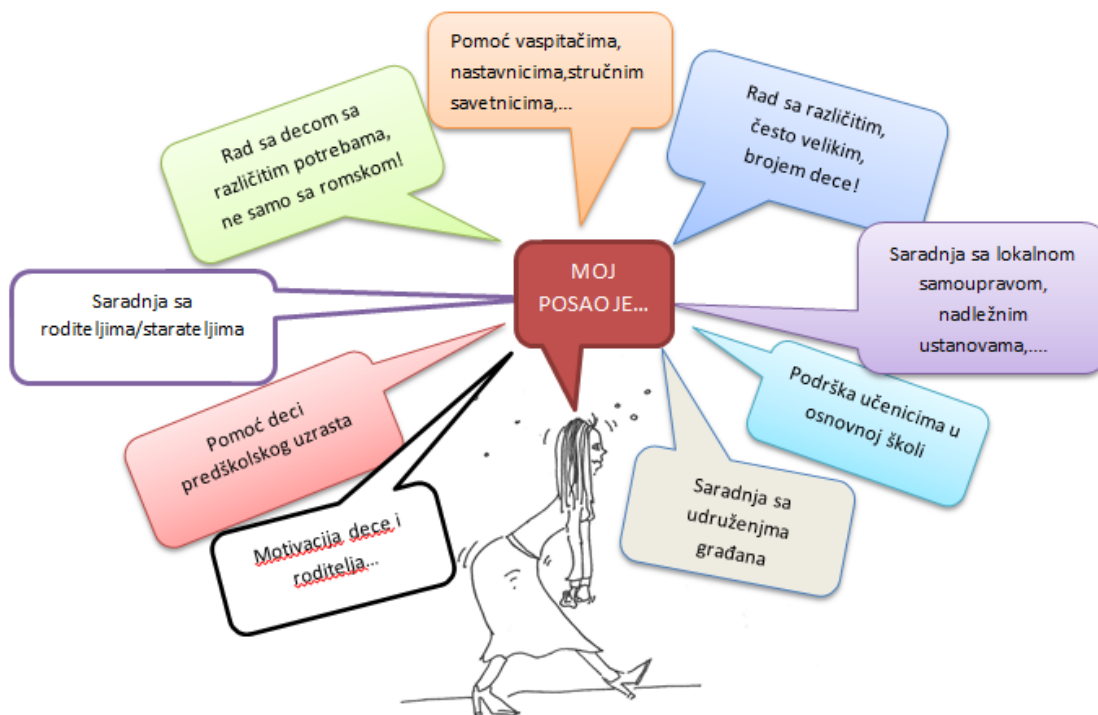 Pomoć vaspitačima,
nastavnicima,stručnim
savetnicima,...
Rad sa decom sa
različitim potrebama,
ne samo sa romskom!
Rad sa različitim,
često velikim,
brojem dece!
MOJ
POSAO JE...
Saradnja sa
roditeljima/starateljima
Saradnja sa lokalnom
samoupravom,
nadležnim
ustanovama,....
Pomoć deci
predškolskog uzrasta
Podrška učenicima u
osnovnoj školi
Motivacija dece i
roditelja...
Saradnja sa
udruženjma
građana